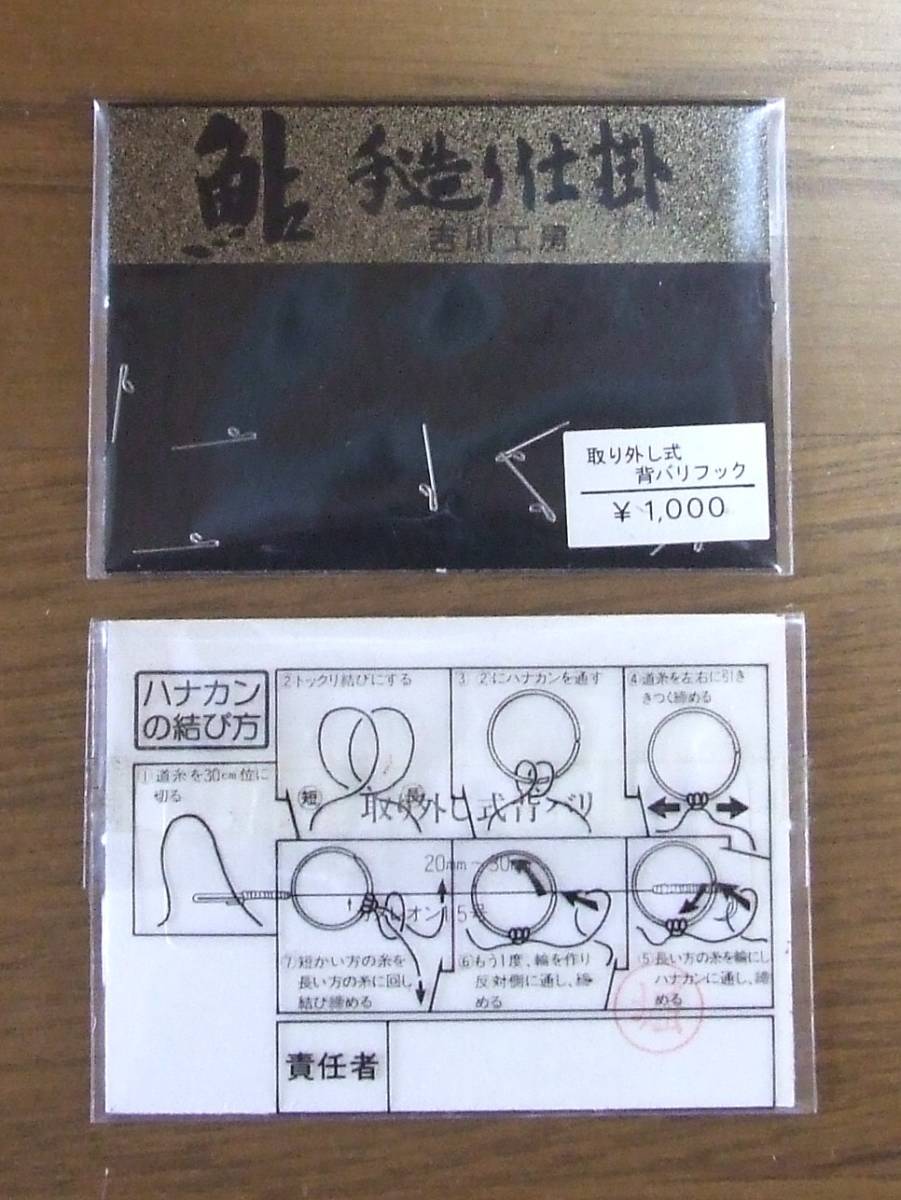 鮎 手造り仕掛
吉川工房
取り外し式
背バリフック
¥ 1,000
ハナカン
の結び方
① 道糸を30cm位に
切る
2 トックリ結びにする
短
長
③ ②にハナカンを通す
④ 道糸を左右に引き
きつく締める
取り外し式背バリ
20mm～30m
⑦ 短かい方の糸を
長い方の糸に回し
結び締める
⑥ もう1度、輪を作り
反対側に通し、締
める
⑤ 長い方の糸を輪にし
ハナカンに通し、締
める
責任者